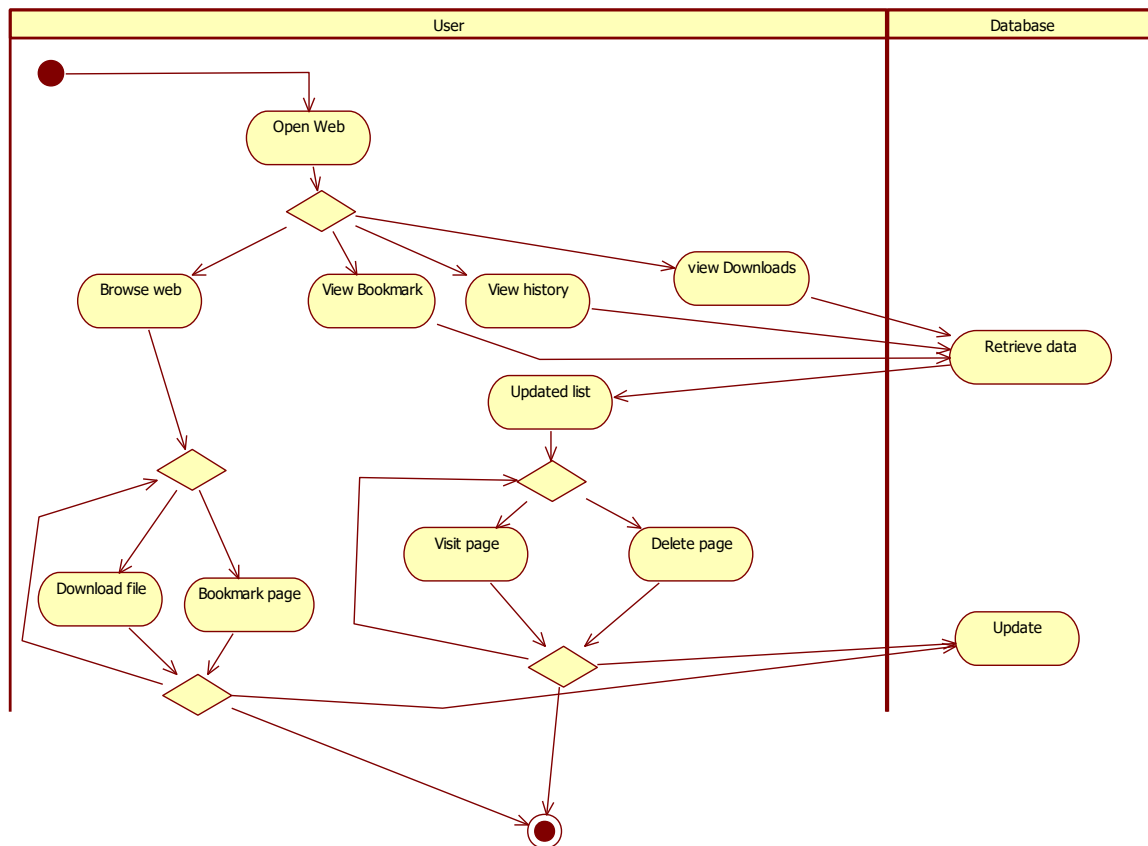 User
Database
Open Web
view Downloads
Browse web
View Bookmark
View history
Retrieve data
Updated list
Visit page
Delete page
Download file
Bookmark page
Update